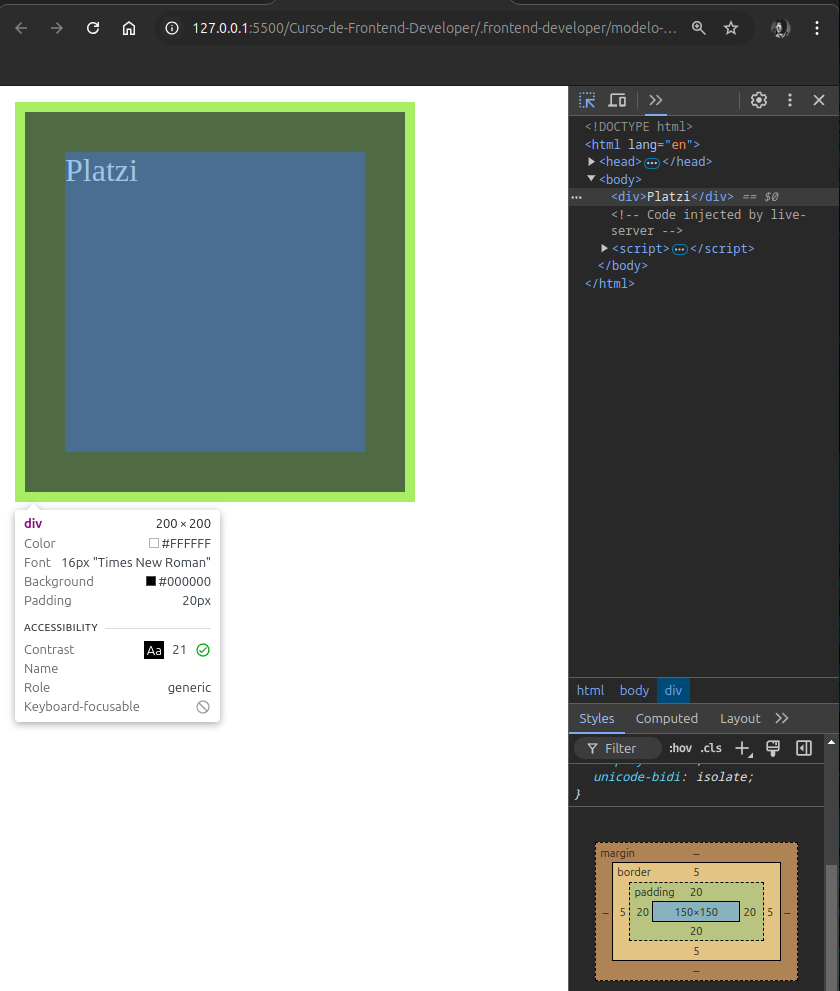 127.0.0.1:5500/Curso-de-Frontend-Developer/.frontend-developer/modelo-...
Platzi
div 200 × 200
Color #FFFFFF
Font 16px "Times New Roman"
Background #000000
Padding 20px
ACCESSIBILITY
Contrast Aa 21
Name
Role generic
Keyboard-focusable
<!DOCTYPE html>
<html lang="en">
<head> ··· </head>
<body>
··· <div>Platzi</div> == $0
<!-- Code injected by live-
server -->
<script> ··· </script>
</body>
</html>
html body div
Styles Computed Layout
Filter :hov .cls
unicode-bidi: isolate;
}
margin –
border 5
padding 20
– 5 20 150×150 20 5 –
20
5
–